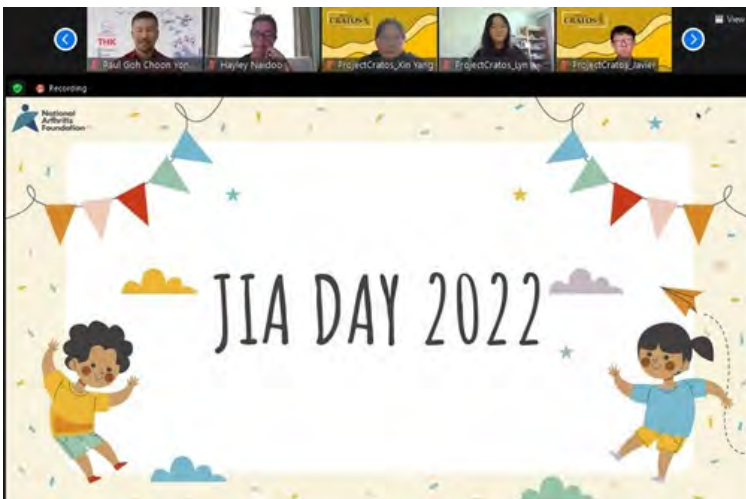 THK
CRATOS
CRATOS
View
Paul Goh Choon Yon...
Hayley Naidoo
ProjectCratos_Xin Yang
ProjectCratos_Lyn
ProjectCratos_Javier
Recording
National
Arthritis
Foundation
JIA DAY 2022